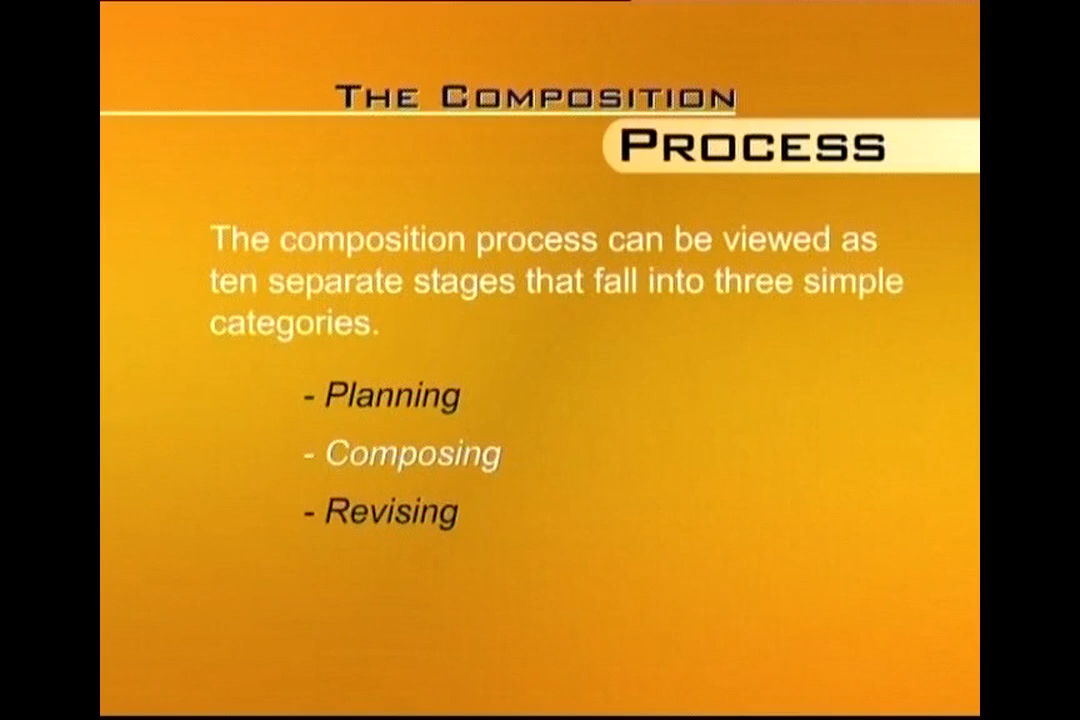 The Composition
Process
The composition process can be viewed as
ten separate stages that fall into three simple
categories.
- Planning
- Composing
- Revising